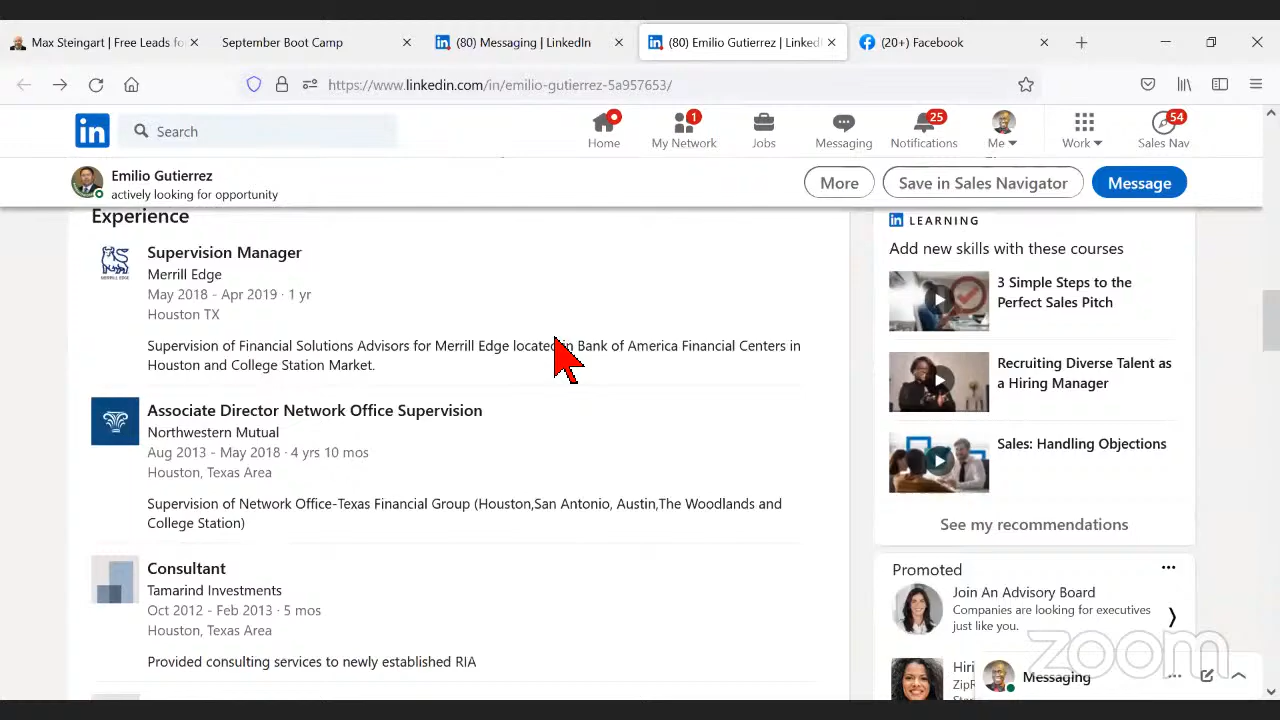 Max Steingart | Free Leads fo
September Boot Camp
(80) Messaging | LinkedIn
(80) Emilio Gutierrez | Linked
(20+) Facebook
https://www.linkedin.com/in/emilio-gutierrez-5a957653/
in
Search
Home
1
My Network
Jobs
Messaging
25
Notifications
Me
Work
54
Sales Nav
Emilio Gutierrez
actively looking for opportunity
More
Save in Sales Navigator
Message
Experience
Supervision Manager
MERRILL EDGE
Merrill Edge
May 2018 - Apr 2019 · 1 yr
Houston TX
Supervision of Financial Solutions Advisors for Merrill Edge located in Bank of America Financial Centers in
Houston and College Station Market.
Associate Director Network Office Supervision
Northwestern Mutual
Aug 2013 - May 2018 · 4 yrs 10 mos
Houston, Texas Area
Supervision of Network Office-Texas Financial Group (Houston,San Antonio, Austin,The Woodlands and
College Station)
Consultant
Tamarind Investments
Oct 2012 - Feb 2013 · 5 mos
Houston, Texas Area
Provided consulting services to newly established RIA
in LEARNING
Add new skills with these courses
3 Simple Steps to the
Perfect Sales Pitch
Recruiting Diverse Talent as
a Hiring Manager
Sales: Handling Objections
See my recommendations
Promoted
Join An Advisory Board
Companies are looking for executives
just like you.
Messaging
zoom